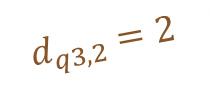 d_{q3,2} = 2